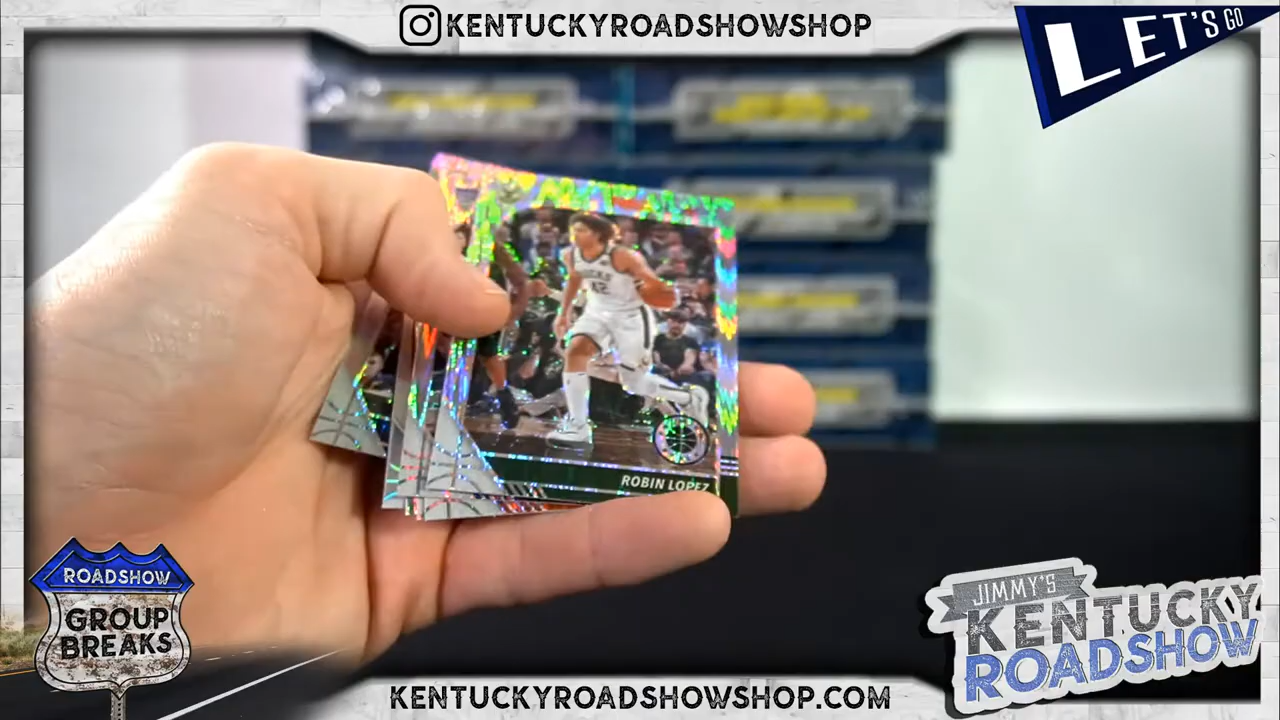 KENTUCKYROADSHOWSHOP
LET'S GO
ROBIN LOPEZ
ROADSHOW
GROUP
BREAKS
JIMMY'S
KENTUCKY
ROADSHOW
KENTUCKYROADSHOWSHOP.COM